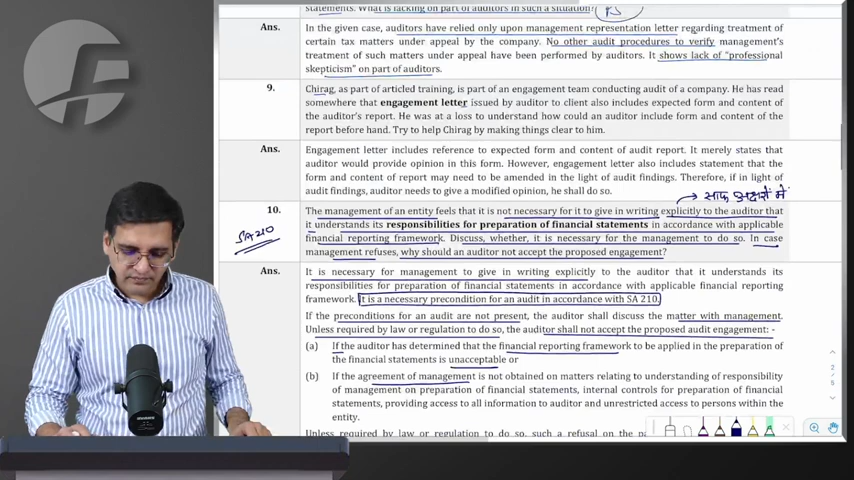 statements. What is lacking on part of auditors in such a situation?
Ans.
In the given case, auditors have relied only upon management representation letter regarding treatment of
certain tax matters under appeal by the company. No other audit procedures to verify management's
treatment of such matters under appeal have been performed by auditors. It shows lack of "professional
skepticism" on part of auditors.
9.
Chirag, as part of articled training, is part of an engagement team conducting audit of a company. He has read
somewhere that engagement letter issued by auditor to client also includes expected form and content of
the auditor's report. He was at a loss to understand how could an auditor include form and content of the
report before hand. Try to help Chirag by making things clear to him.
Ans.
Engagement letter includes reference to expected form and content of audit report. It merely states that
auditor would provide opinion in this form. However, engagement letter also includes statement that the
form and content of report may need to be amended in the light of audit findings. Therefore, if in light of
audit findings, auditor needs to give a modified opinion, he shall do so.
→ साफ अक्षरों में
10.
SA 210
The management of an entity feels that it is not necessary for it to give in writing explicitly to the auditor that
it understands its responsibilities for preparation of financial statements in accordance with applicable
financial reporting framework. Discuss, whether, it is necessary for the management to do so. In case
management refuses, why should an auditor not accept the proposed engagement?
Ans.
It is necessary for management to give in writing explicitly to the auditor that it understands its
responsibilities for preparation of financial statements in accordance with applicable financial reporting
framework. It is a necessary precondition for an audit in accordance with SA 210.
If the preconditions for an audit are not present, the auditor shall discuss the matter with management.
Unless required by law or regulation to do so, the auditor shall not accept the proposed audit engagement: -
(a) If the auditor has determined that the financial reporting framework to be applied in the preparation of
the financial statements is unacceptable or
(b) If the agreement of management is not obtained on matters relating to understanding of responsibility
of management on preparation of financial statements, internal controls for preparation of financial
statements, providing access to all information to auditor and unrestricted access to persons within the
entity.
Unless required by law or regulation to do so, such a refusal on the
2
5